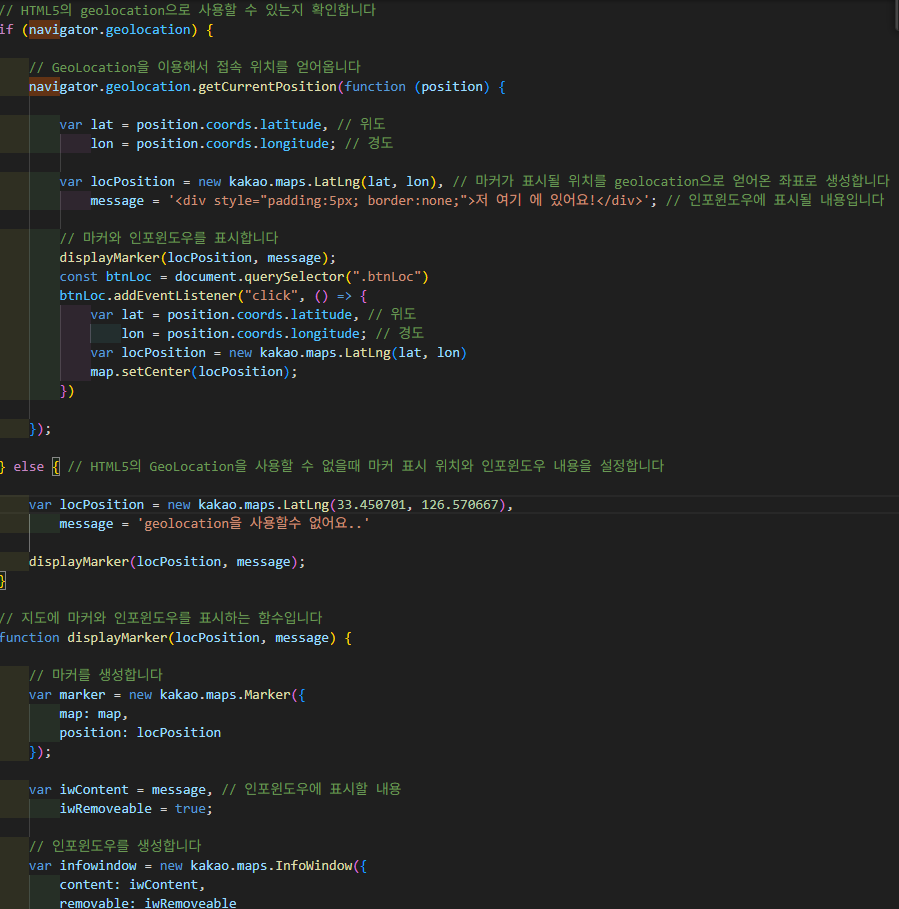 // HTML5의 geolocation으로 사용할 수 있는지 확인합니다
if (navigator.geolocation) {
// GeoLocation을 이용해서 접속 위치를 얻어옵니다
navigator.geolocation.getCurrentPosition(function (position) {
var lat = position.coords.latitude, // 위도
lon = position.coords.longitude; // 경도
var locPosition = new kakao.maps.LatLng(lat, lon), // 마커가 표시될 위치를 geolocation으로 얻어온 좌표로 생성합니다
message = '<div style="padding:5px; border:none;">저 여기 에 있어요!</div>'; // 인포윈도우에 표시될 내용입니다
// 마커와 인포윈도우를 표시합니다
displayMarker(locPosition, message);
const btnLoc = document.querySelector(".btnLoc")
btnLoc.addEventListener("click", () => {
var lat = position.coords.latitude, // 위도
lon = position.coords.longitude; // 경도
var locPosition = new kakao.maps.LatLng(lat, lon)
map.setCenter(locPosition);
})
});
} else { // HTML5의 GeoLocation을 사용할 수 없을때 마커 표시 위치와 인포윈도우 내용을 설정합니다
var locPosition = new kakao.maps.LatLng(33.450701, 126.570667),
message = 'geolocation을 사용할수 없어요..'
displayMarker(locPosition, message);
}
// 지도에 마커와 인포윈도우를 표시하는 함수입니다
function displayMarker(locPosition, message) {
// 마커를 생성합니다
var marker = new kakao.maps.Marker({
map: map,
position: locPosition
});
var iwContent = message, // 인포윈도우에 표시할 내용
iwRemoveable = true;
// 인포윈도우를 생성합니다
var infowindow = new kakao.maps.InfoWindow({
content: iwContent,
removable: iwRemoveable